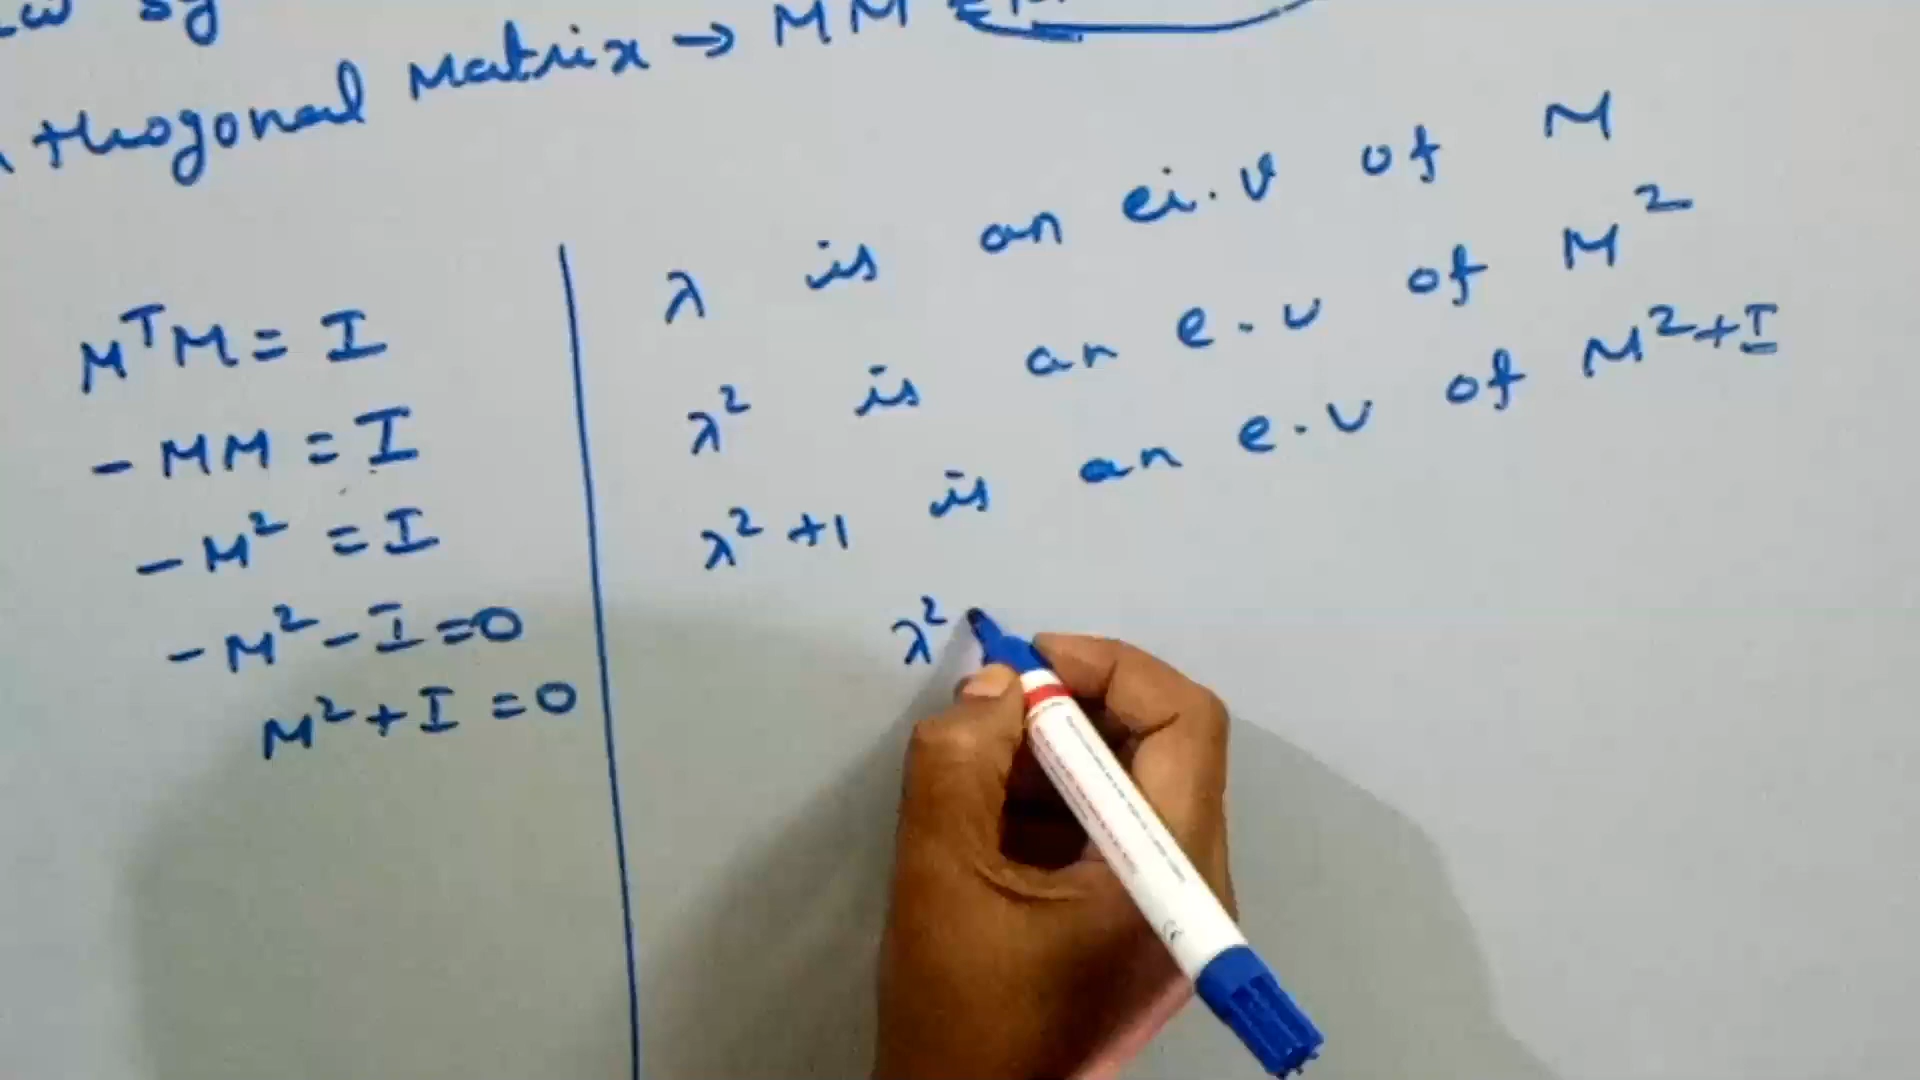 thogonal Matrix → MM
MᵀM = I
- MM = I
- M² = I
- M² - I = 0
M² + I = 0
λ is an ei.v of M
λ² is an e.v of M²
λ² + 1 is an e.v of M² + I
λ²